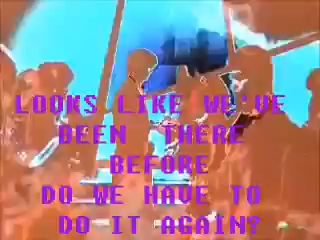 LOOKS LIKE WE'VE
BEEN THERE
BEFORE
DO WE HAVE TO
DO IT AGAIN?